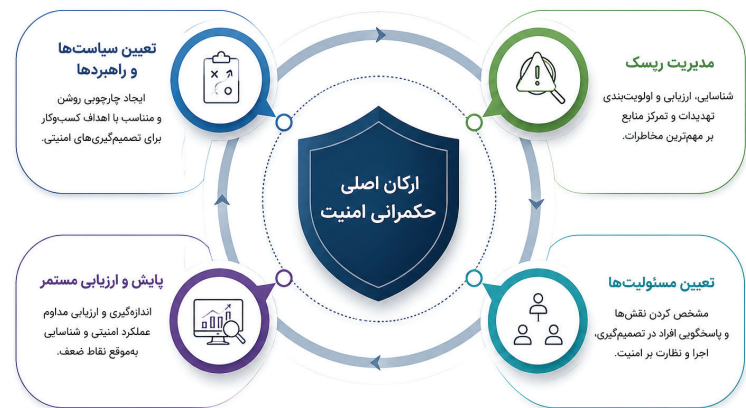 تعیین سیاست‌ها
و راهبردها
ایجاد چارچوبی روشن
و متناسب با اهداف کسب‌وکار
برای تصمیم‌گیری‌های امنیتی.
مدیریت ریسک
شناسایی، ارزیابی و اولویت‌بندی
تهدیدات و تمرکز منابع
بر مهم‌ترین مخاطرات.
ارکان اصلی
حکمرانی امنیت
پایش و ارزیابی مستمر
اندازه‌گیری و ارزیابی مداوم
عملکرد امنیتی و شناسایی
به‌موقع نقاط ضعف.
تعیین مسئولیت‌ها
مشخص کردن نقش‌ها
و پاسخگویی افراد در تصمیم‌گیری،
اجرا و نظارت بر امنیت.